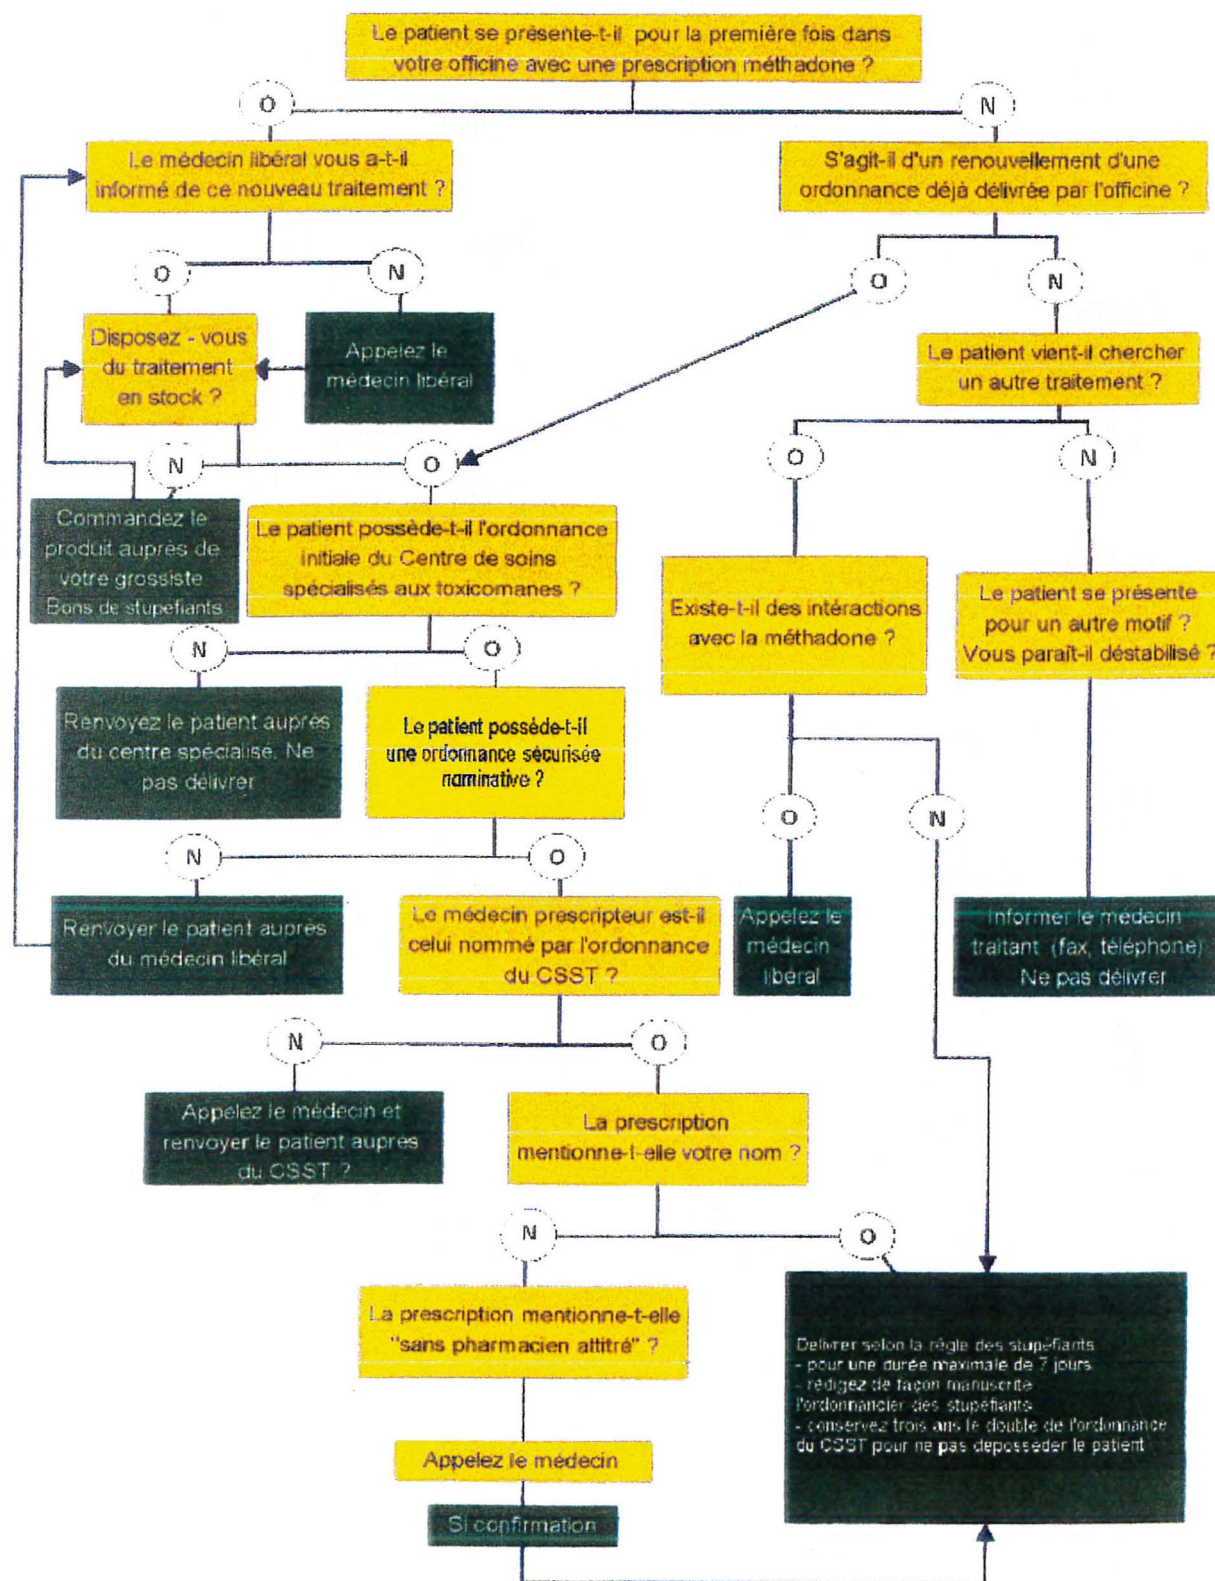 Le patient se présente-t-il pour la première fois dans
votre officine avec une prescription méthadone ?
O
N
Le médecin libéral vous a-t-il
informé de ce nouveau traitement ?
S'agit-il d'un renouvellement d'une
ordonnance déjà délivrée par l'officine ?
O
N
O
N
Disposez - vous
du traitement
en stock ?
Appelez le
médecin libéral
Le patient vient-il chercher
un autre traitement ?
N
O
O
N
Commandez le
produit auprès de
votre grossiste
Bons de stupefiants
Le patient possède-t-il l'ordonnance
initiale du Centre de soins
spécialisés aux toxicomanes ?
Existe-t-il des intéractions
avec la méthadone ?
Le patient se présente
pour un autre motif ?
Vous paraît-il déstabilisé ?
N
O
Renvoyez le patient auprès
du centre spécialisé. Ne
pas délivrer
Le patient possède-t-il
une ordonnance sécurisée
nominative ?
O
N
N
O
Renvoyer le patient auprès
du médecin libéral
Le médecin prescripteur est-il
celui nommé par l'ordonnance
du CSST ?
Appelez le
médecin
libéral
Informer le médecin
traitant (fax, téléphone)
Ne pas délivrer
N
O
Appelez le médecin et
renvoyer le patient auprès
du CSST ?
La prescription
mentionne-t-elle votre nom ?
N
O
La prescription mentionne-t-elle
"sans pharmacien attitré" ?
Delivrer selon la règle des stupéfiants
- pour une durée maximale de 7 jours
- rédigez de façon manuscrite
l'ordonnancier des stupéfiants
- conservez trois ans le double de l'ordonnance
du CSST pour ne pas deposséder le patient
Appelez le médecin
Si confirmation